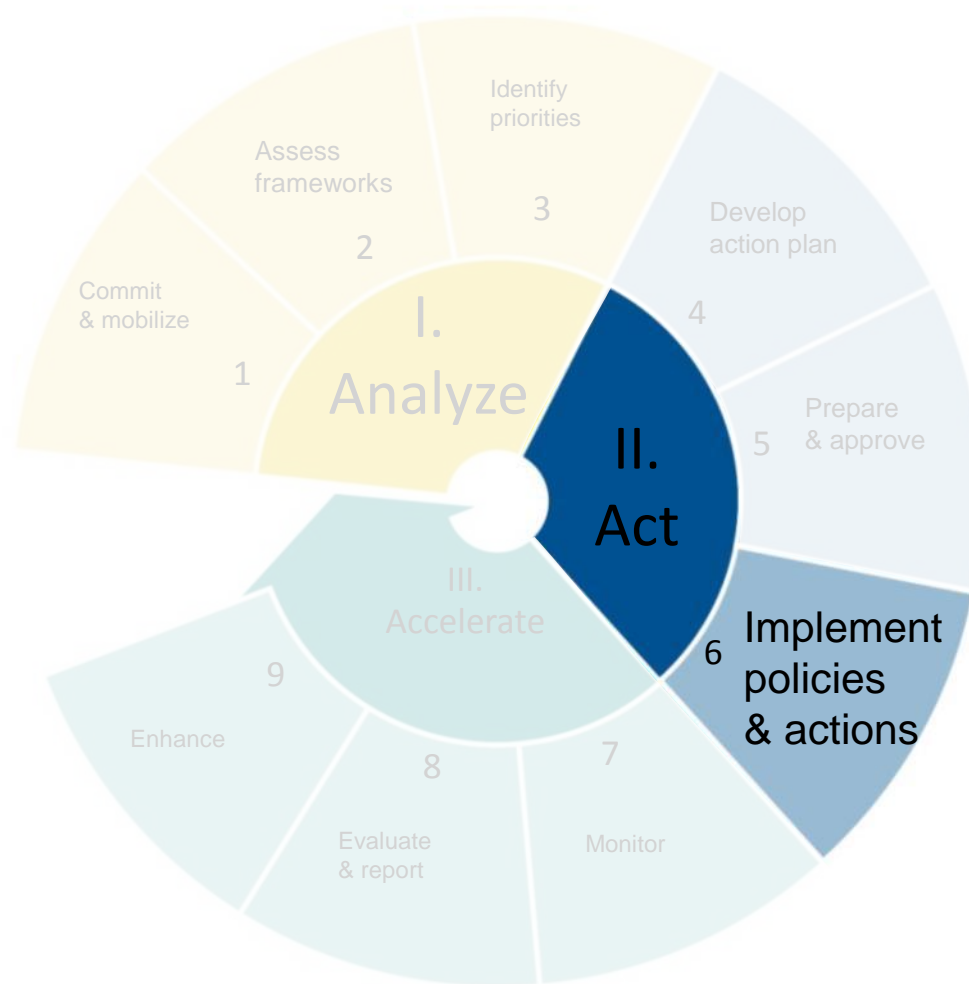 I.
Analyze
1
Commit
& mobilize
2
Assess
frameworks
3
Identify
priorities
II.
Act
4
Develop
action plan
5
Prepare
& approve
6
Implement
policies
& actions
III.
Accelerate
7
Monitor
8
Evaluate
& report
9
Enhance